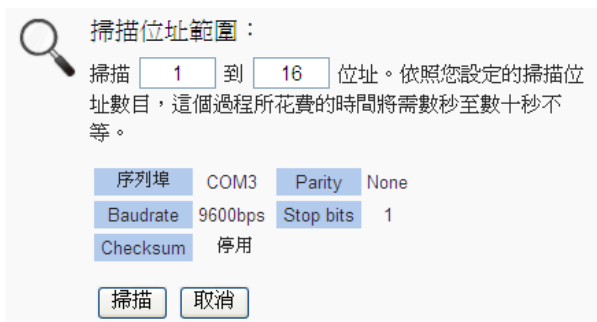 掃描位址範圍：
掃描 1 到 16 位址。依照您設定的掃描位
址數目，這個過程所花費的時間將需數秒至數十秒不
等。
序列埠 COM3 Parity None
Baudrate 9600bps Stop bits 1
Checksum 停用
掃描 取消